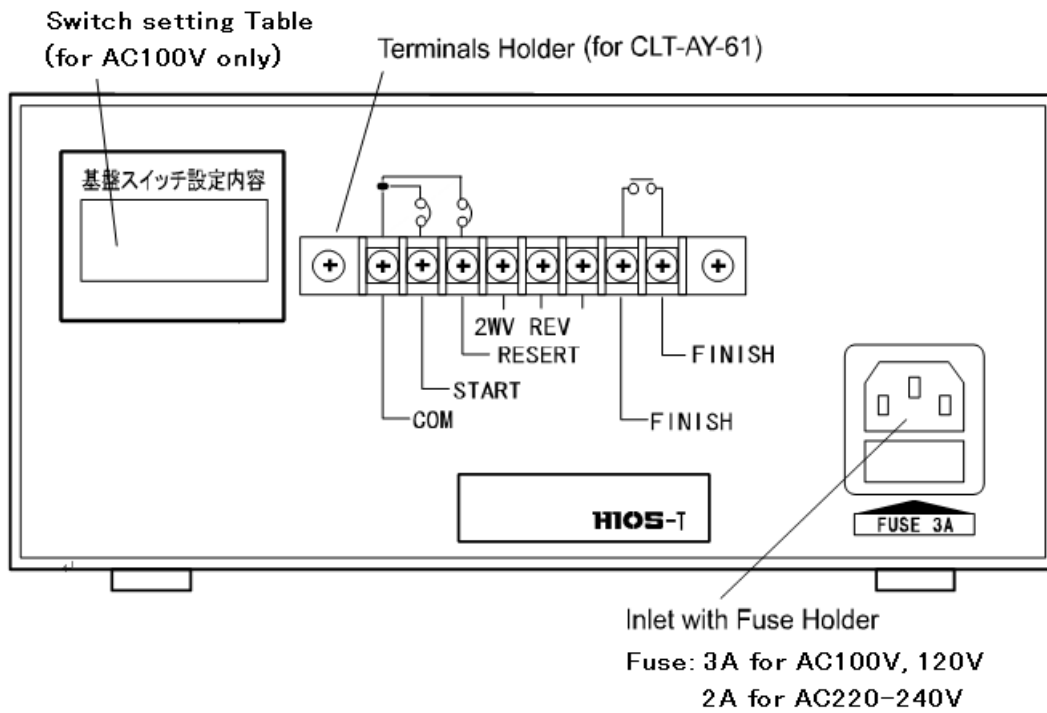 Switch setting Table
(for AC100V only)
Terminals Holder (for CLT-AY-61)
基盤スイッチ設定内容
2WV REV
RESERT
FINISH
START
COM
FINISH
HIOS-T
FUSE 3A
Inlet with Fuse Holder
Fuse: 3A for AC100V, 120V
2A for AC220-240V